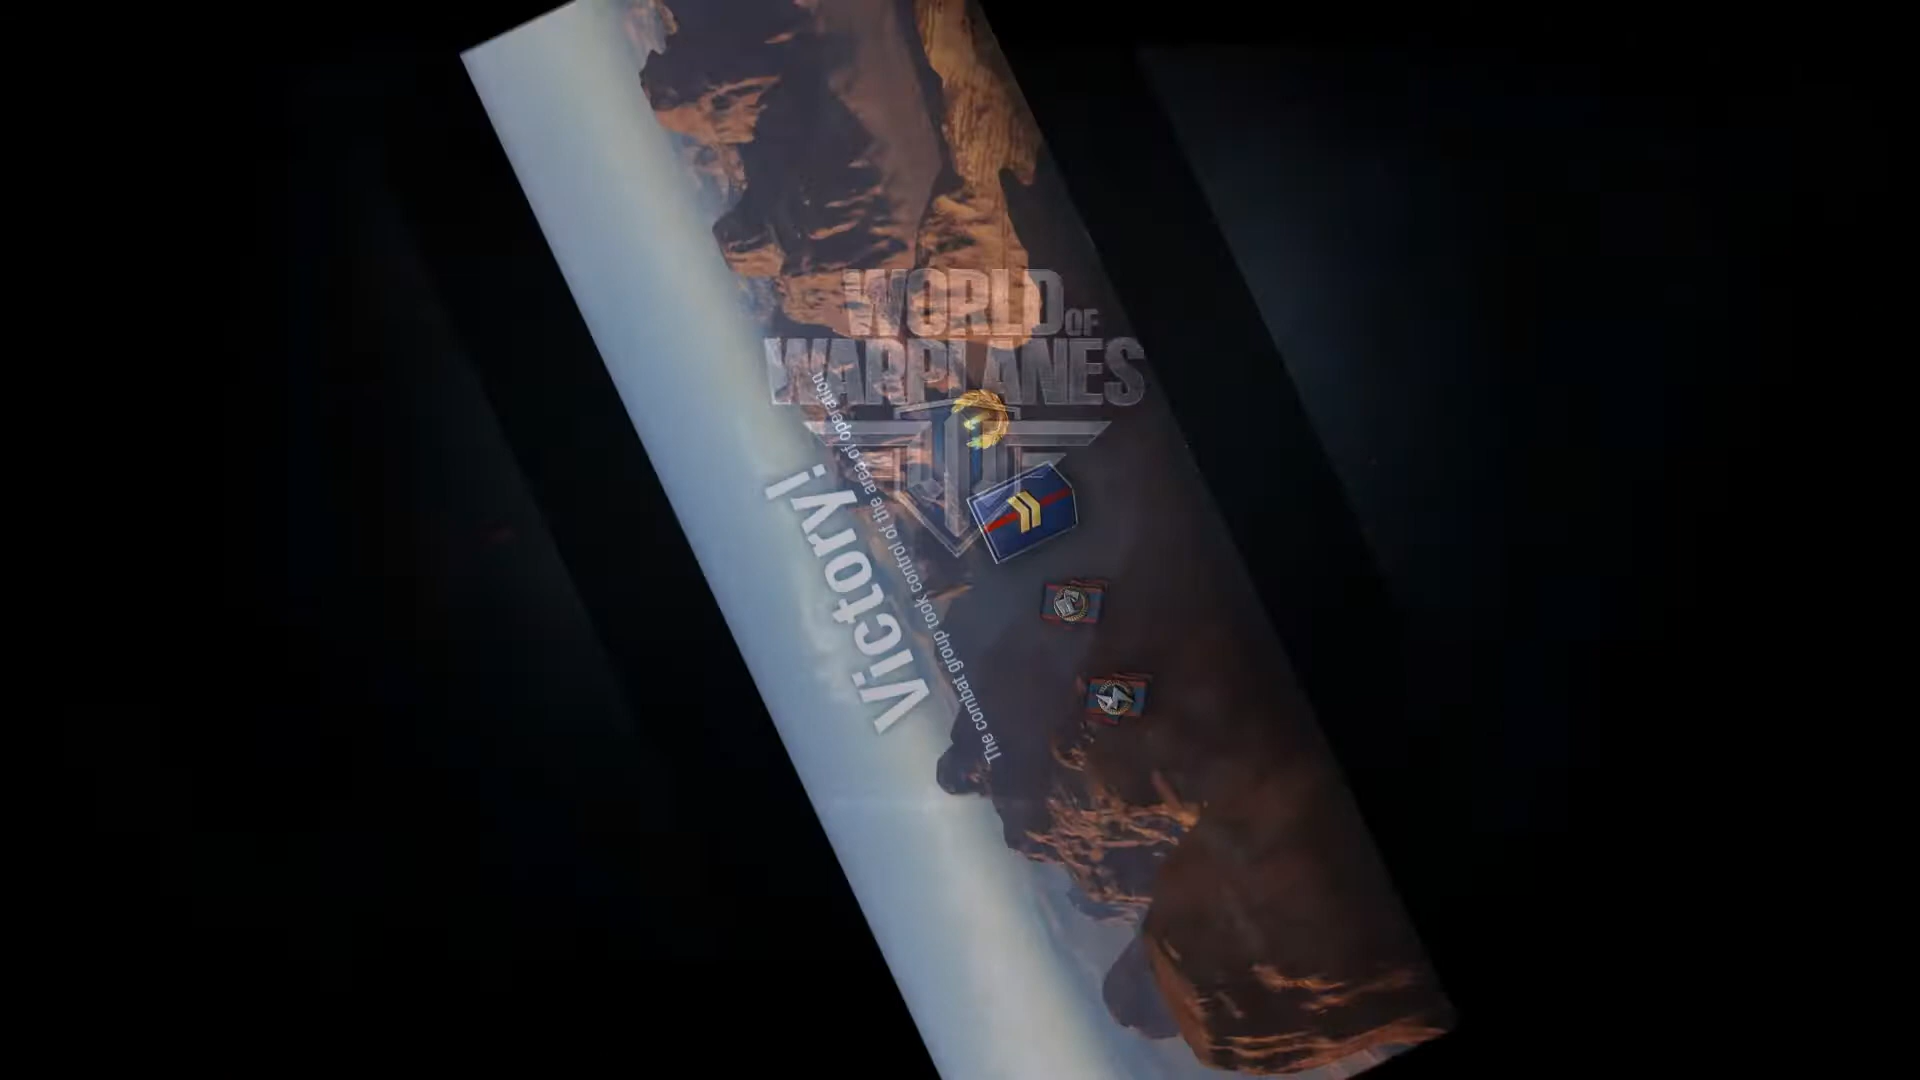 WORLD OF
WARPLANES
Victory!
The combat group took control of the area of operation.